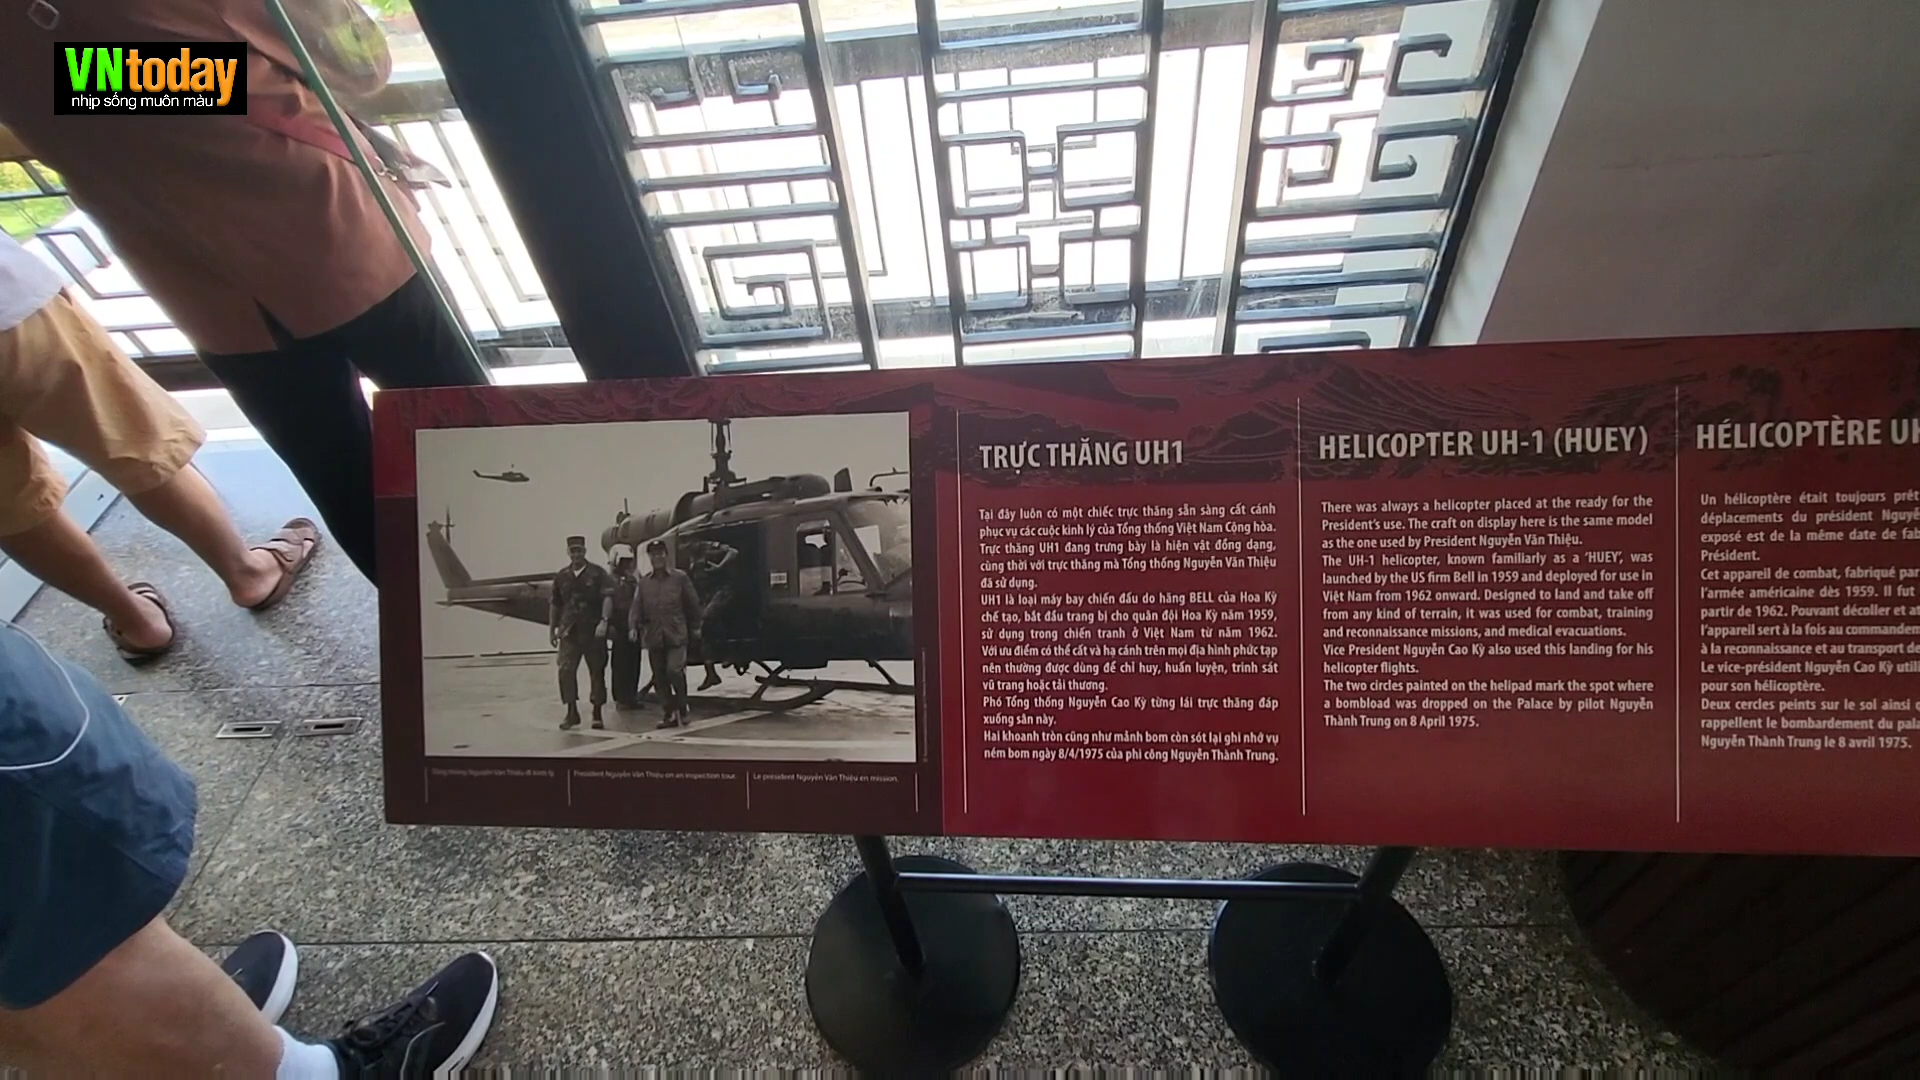 VNtoday
nhịp sống muôn màu
TRỰC THĂNG UH1
Tại đây luôn có một chiếc trực thăng sẵn sàng cất cánh
phục vụ các cuộc kinh lý của Tổng thống Việt Nam Cộng hòa.
Trực thăng UH1 đang trưng bày là hiện vật đồng dạng,
cùng thời với trực thăng mà Tổng thống Nguyễn Văn Thiệu
đã sử dụng.
UH1 là loại máy bay chiến đấu do hãng BELL của Hoa Kỳ
chế tạo, bắt đầu trang bị cho quân đội Hoa Kỳ năm 1959,
sử dụng trong chiến tranh ở Việt Nam từ năm 1962.
Với ưu điểm có thể cất và hạ cánh trên mọi địa hình phức tạp
nên thường được dùng để chỉ huy, huấn luyện, trinh sát
vũ trang hoặc tải thương.
Phó Tổng thống Nguyễn Cao Kỳ từng lái trực thăng đáp
xuống sân này.
Hai khoanh tròn cũng như mảnh bom còn sót lại ghi nhớ vụ
ném bom ngày 8/4/1975 của phi công Nguyễn Thành Trung.
HELICOPTER UH-1 (HUEY)
There was always a helicopter placed at the ready for the
President's use. The craft on display here is the same model
as the one used by President Nguyễn Văn Thiệu.
The UH-1 helicopter, known familiarly as a 'HUEY', was
launched by the US firm Bell in 1959 and deployed for use in
Việt Nam from 1962 onward. Designed to land and take off
from any kind of terrain, it was used for combat, training
and reconnaissance missions, and medical evacuations.
Vice President Nguyễn Cao Kỳ also used this landing for his
helicopter flights.
The two circles painted on the helipad mark the spot where
a bombload was dropped on the Palace by pilot Nguyễn
Thành Trung on 8 April 1975.
HÉLICOPTÈRE UH
Un hélicoptère était toujours prêt
déplacements du président Nguyễ
exposé est de la même date de fab
Président.
Cet appareil de combat, fabriqué par
l'armée américaine dès 1959. Il fut
partir de 1962. Pouvant décoller et at
l'appareil sert à la fois au commandem
à la reconnaissance et au transport de
Le vice-président Nguyễn Cao Kỳ utili
pour son hélicoptère.
Deux cercles peints sur le sol ainsi
rappellent le bombardement du pala
Nguyễn Thành Trung le 8 avril 1975.
Tổng thống Nguyễn Văn Thiệu đi kinh lý
President Nguyễn Văn Thiệu on an inspection tour.
Le président Nguyễn Văn Thiệu en mission.